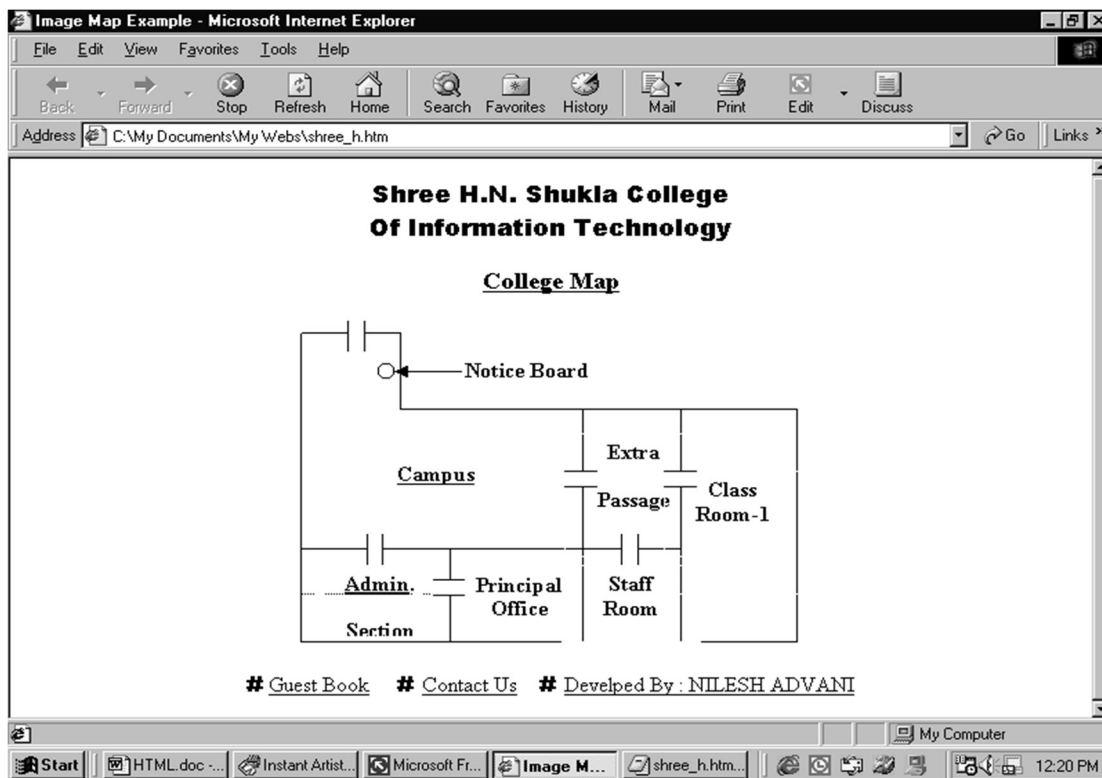 Image Map Example - Microsoft Internet Explorer
File Edit View Favorites Tools Help
Back Forward Stop Refresh Home Search Favorites History Mail Print Edit Discuss
Address C:\My Documents\My Webs\shree_h.htm Go Links »
Shree H.N. Shukla College
Of Information Technology
College Map
Notice Board
Extra
Campus
Passage
Class
Room-1
Admin.
Section
Principal
Office
Staff
Room
# Guest Book # Contact Us # Develped By : NILESH ADVANI
My Computer
Start HTML.doc -... Instant Artist... Microsoft Fr... Image M... shree_h.htm... 12:20 PM